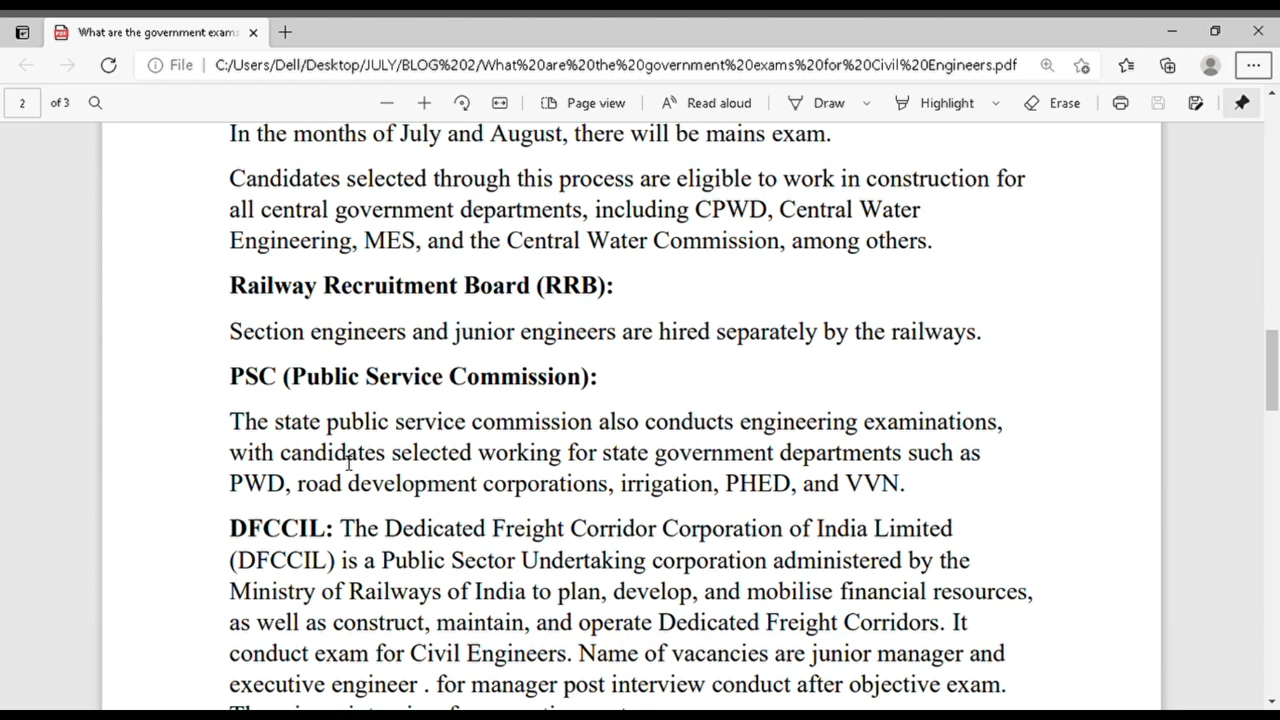 What are the government exams
File | C:/Users/Dell/Desktop/JULY/BLOG%202/What%20are%20the%20government%20exams%20for%20Civil%20Engineers.pdf
2 of 3 Page view Read aloud Draw Highlight Erase
In the months of July and August, there will be mains exam.
Candidates selected through this process are eligible to work in construction for
all central government departments, including CPWD, Central Water
Engineering, MES, and the Central Water Commission, among others.
Railway Recruitment Board (RRB):
Section engineers and junior engineers are hired separately by the railways.
PSC (Public Service Commission):
The state public service commission also conducts engineering examinations,
with candidates selected working for state government departments such as
PWD, road development corporations, irrigation, PHED, and VVN.
DFCCIL: The Dedicated Freight Corridor Corporation of India Limited
(DFCCIL) is a Public Sector Undertaking corporation administered by the
Ministry of Railways of India to plan, develop, and mobilise financial resources,
as well as construct, maintain, and operate Dedicated Freight Corridors. It
conduct exam for Civil Engineers. Name of vacancies are junior manager and
executive engineer . for manager post interview conduct after objective exam.